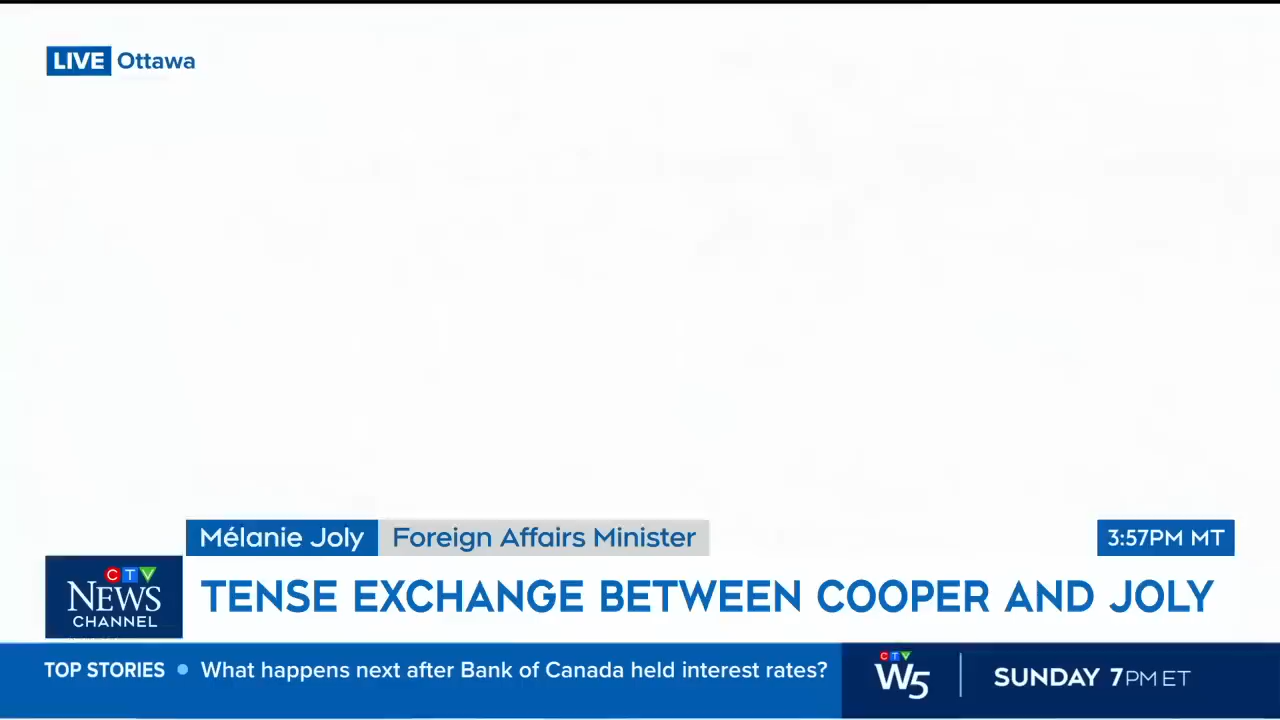 LIVE Ottawa
Mélanie Joly Foreign Affairs Minister
3:57PM MT
CTV
NEWS
CHANNEL
TENSE EXCHANGE BETWEEN COOPER AND JOLY
TOP STORIES • What happens next after Bank of Canada held interest rates?
CTV
W5
SUNDAY 7PM ET